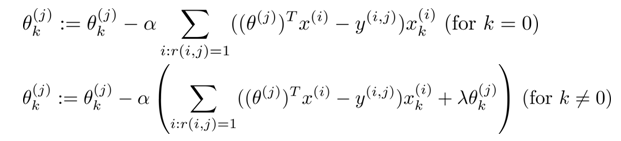 θ_k^{(j)} := θ_k^{(j)} − α ∑_{i:r(i,j)=1} ((θ^{(j)})^T x^{(i)} − y^{(i,j)}) x_k^{(i)} (for k = 0)
θ_k^{(j)} := θ_k^{(j)} − α ( ∑_{i:r(i,j)=1} ((θ^{(j)})^T x^{(i)} − y^{(i,j)}) x_k^{(i)} + λθ_k^{(j)} ) (for k ≠ 0)